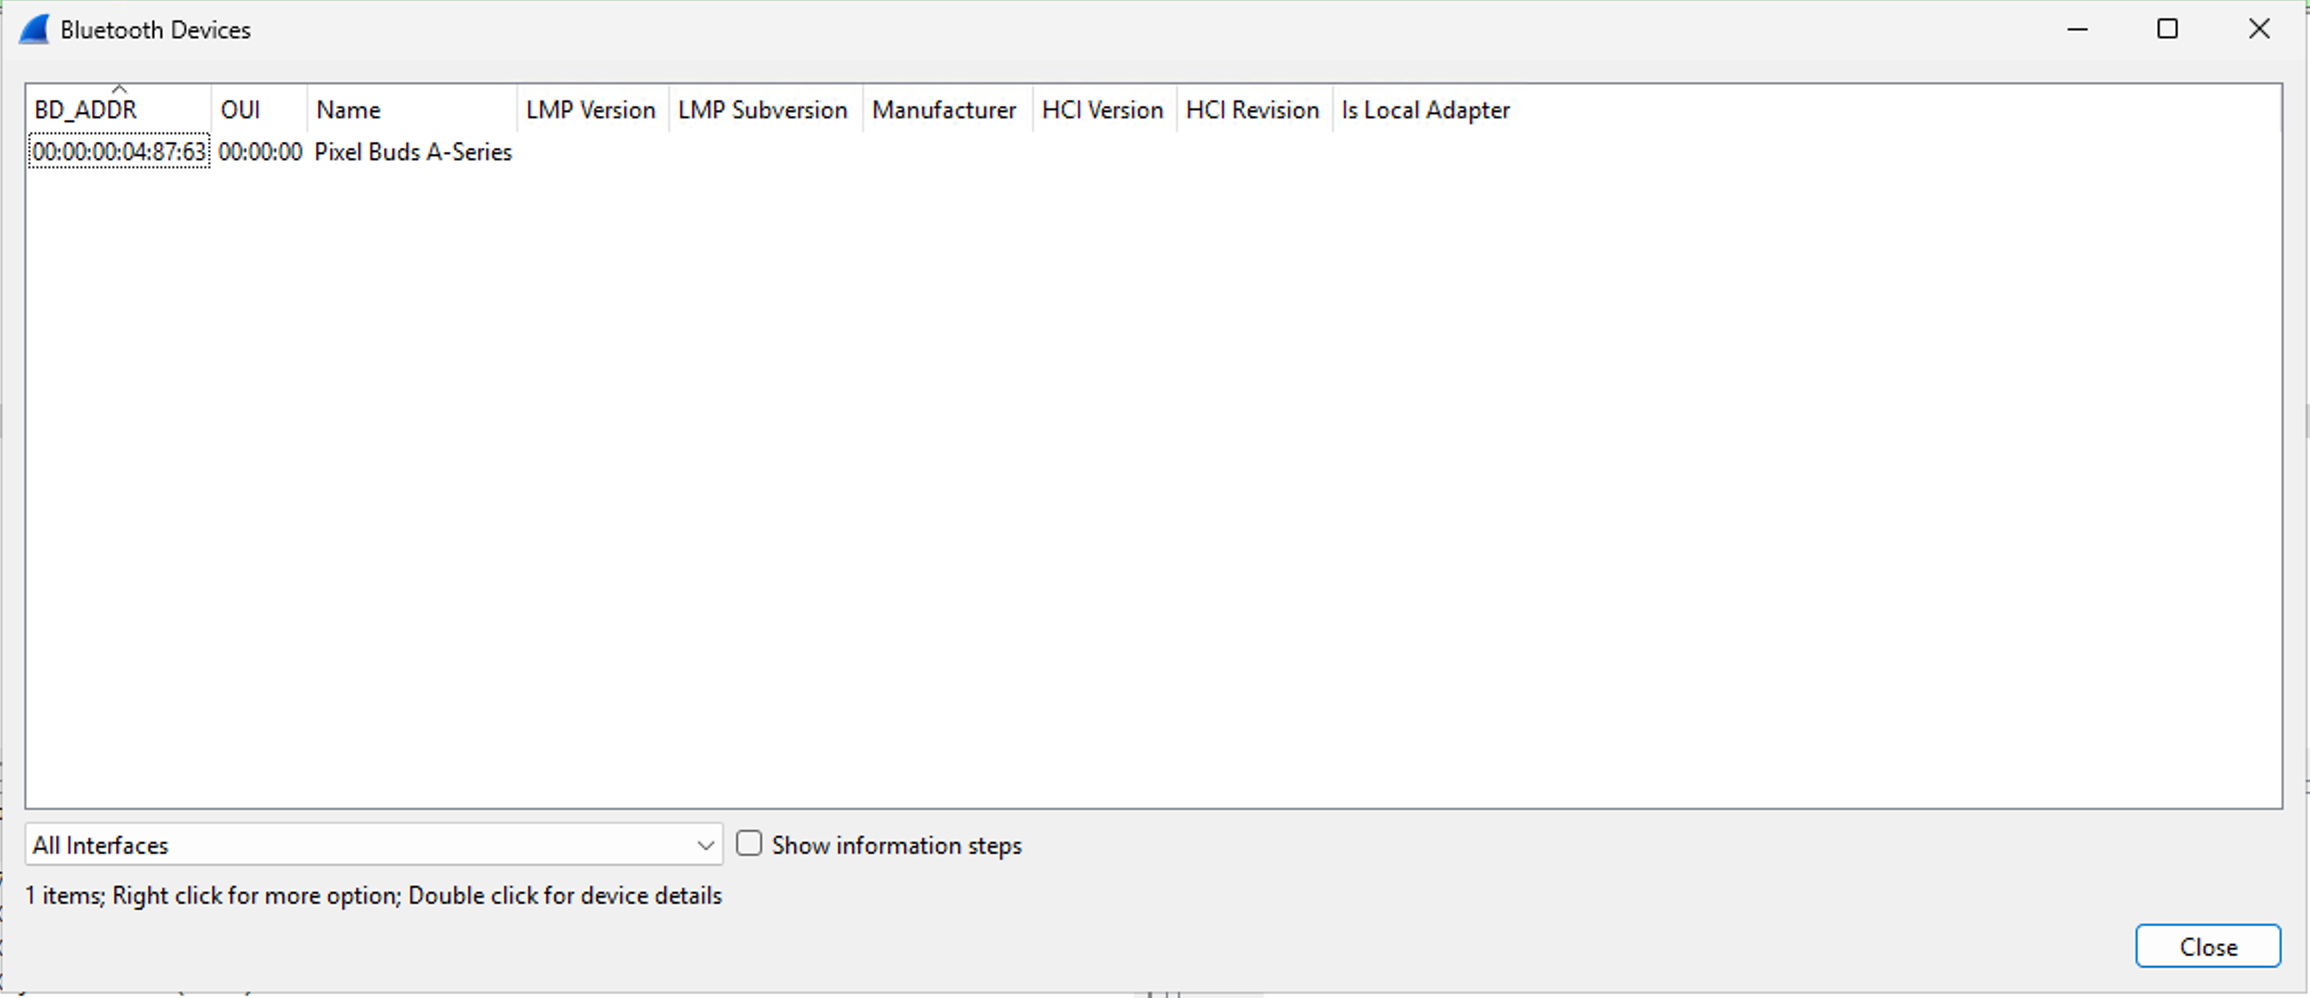 Bluetooth Devices
BD_ADDR OUI Name LMP Version LMP Subversion Manufacturer HCI Version HCI Revision Is Local Adapter
00:00:00:04:87:63 00:00:00 Pixel Buds A-Series
All Interfaces Show information steps
1 items; Right click for more option; Double click for device details
Close